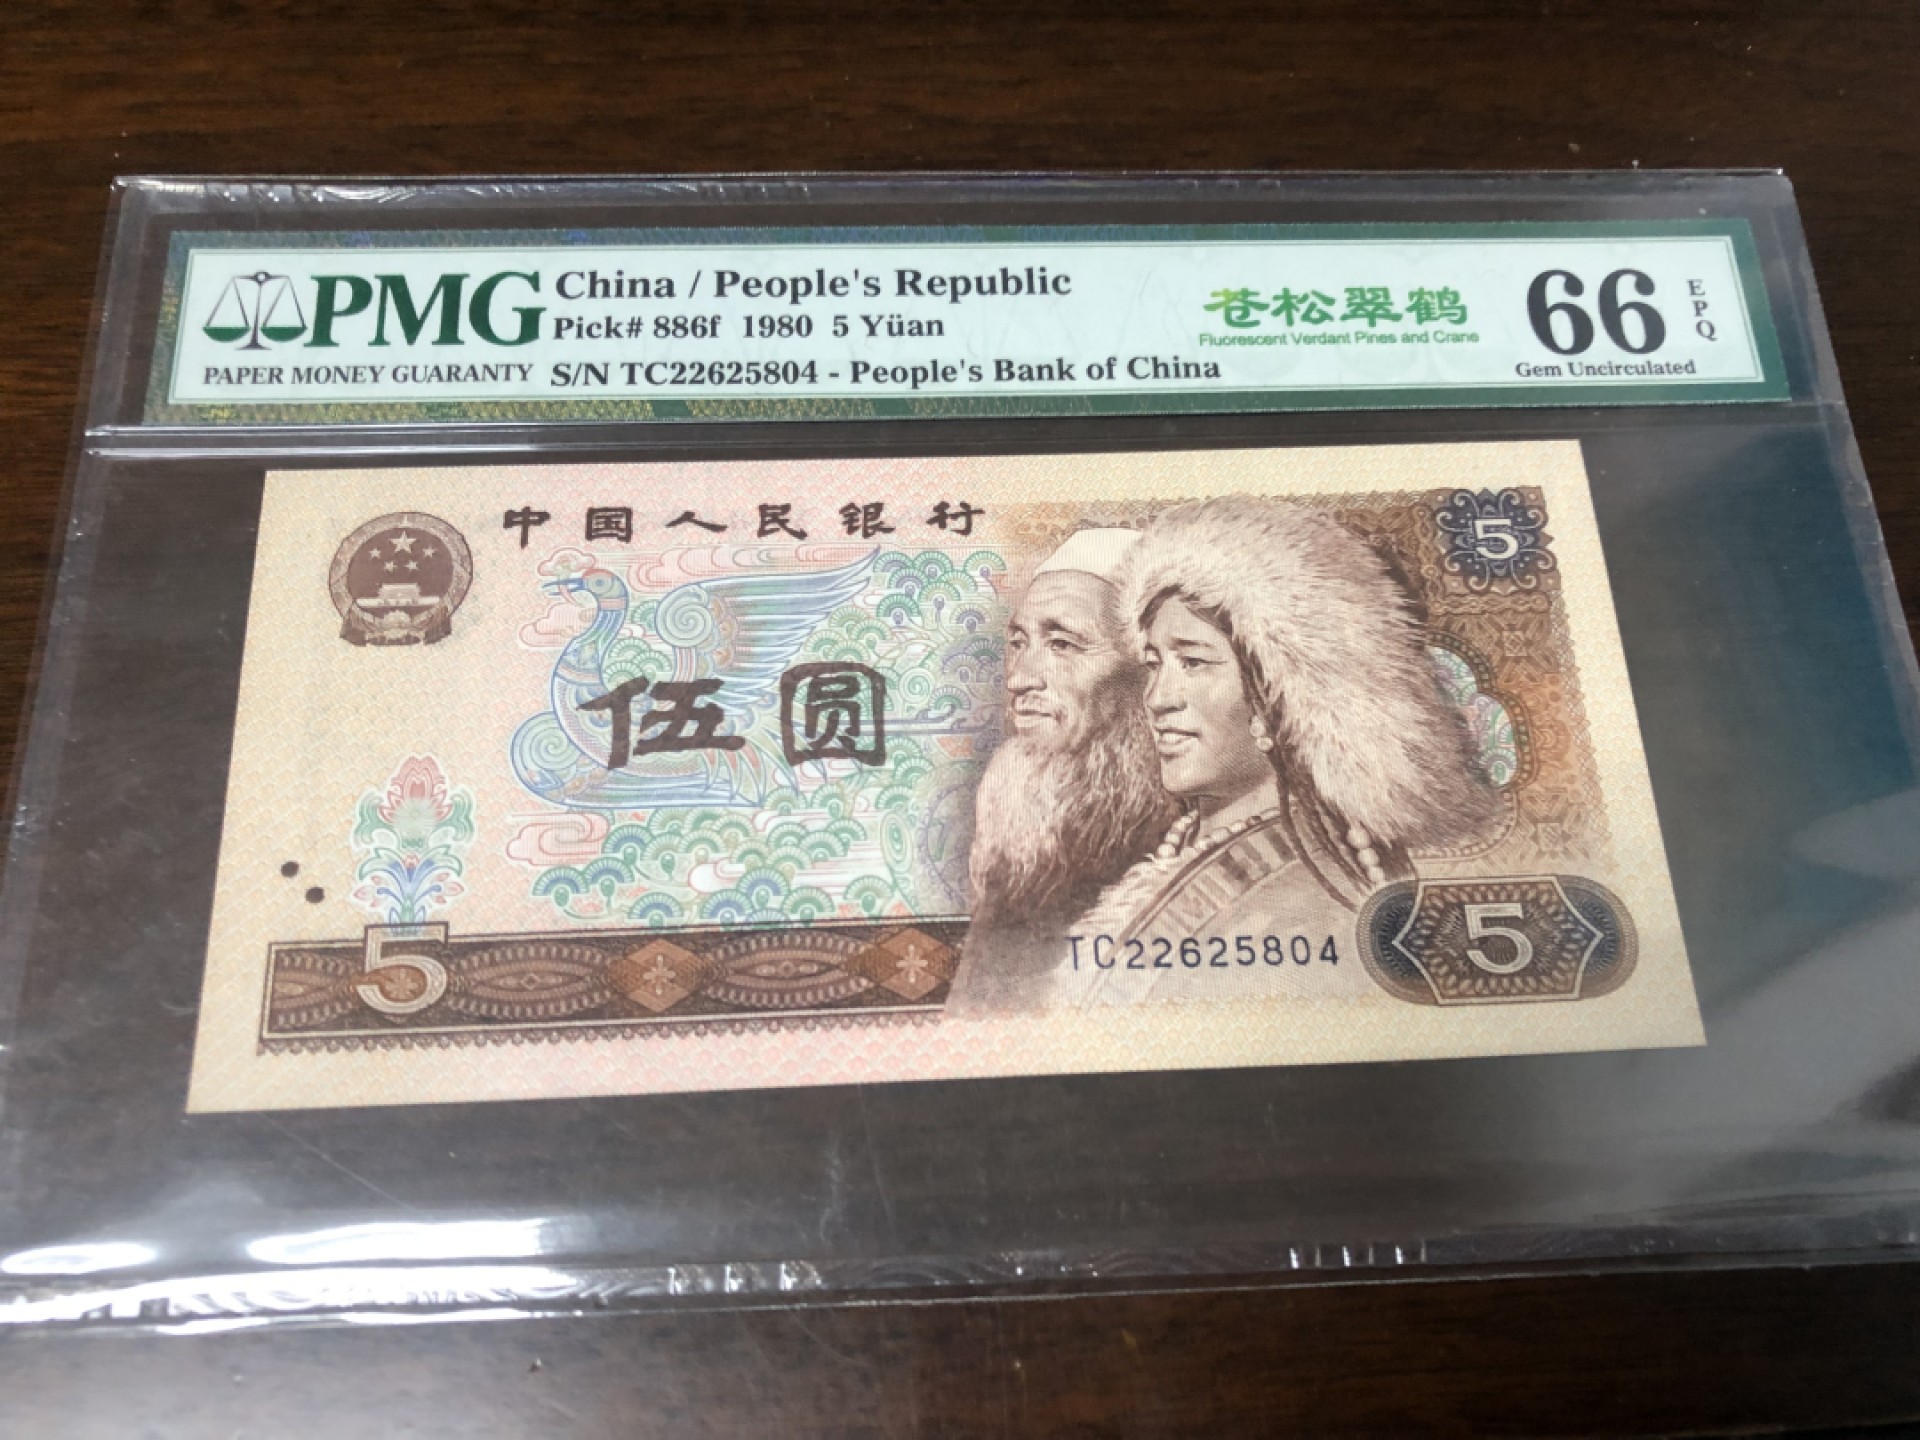 PMG
PAPER MONEY GUARANTY
China / People's Republic
Pick# 886f 1980 5 Yüan
S/N TC22625804 - People's Bank of China
苍松翠鹤
Fluorescent Verdant Pines and Crane
66
EPQ
Gem Uncirculated
中国人民银行
5
伍圆
5
TC22625804
5